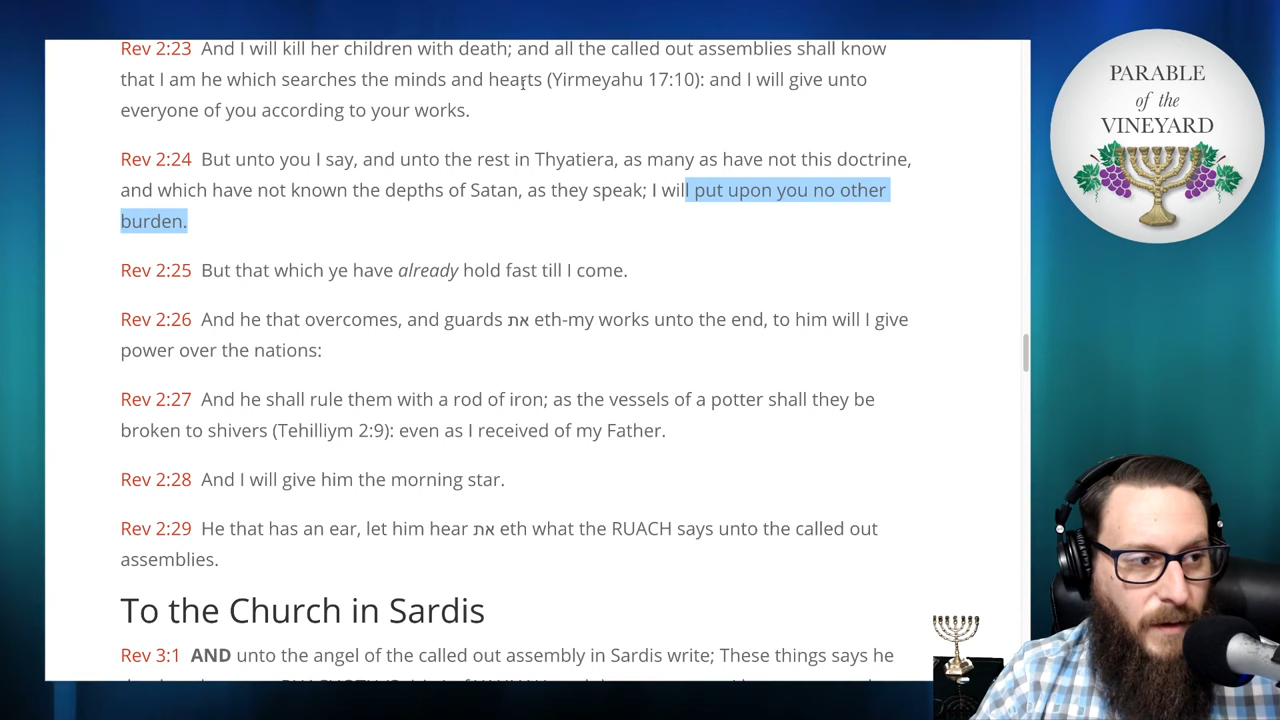 Rev 2:23 And I will kill her children with death; and all the called out assemblies shall know
that I am he which searches the minds and hearts (Yirmeyahu 17:10): and I will give unto
everyone of you according to your works.
Rev 2:24 But unto you I say, and unto the rest in Thyatiera, as many as have not this doctrine,
and which have not known the depths of Satan, as they speak; I will put upon you no other
burden.
Rev 2:25 But that which ye have already hold fast till I come.
Rev 2:26 And he that overcomes, and guards את eth-my works unto the end, to him will I give
power over the nations:
Rev 2:27 And he shall rule them with a rod of iron; as the vessels of a potter shall they be
broken to shivers (Tehilliym 2:9): even as I received of my Father.
Rev 2:28 And I will give him the morning star.
Rev 2:29 He that has an ear, let him hear את eth what the RUACH says unto the called out
assemblies.
To the Church in Sardis
Rev 3:1 AND unto the angel of the called out assembly in Sardis write; These things says he
PARABLE
of the
VINEYARD